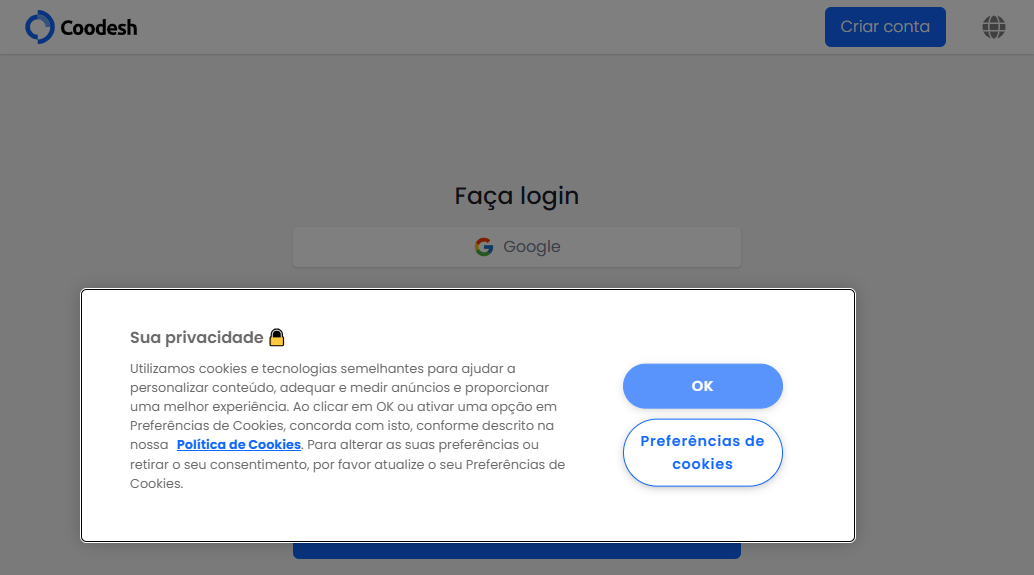 Coodesh
Criar conta
Faça login
Google
Sua privacidade
Utilizamos cookies e tecnologias semelhantes para ajudar a
personalizar conteúdo, adequar e medir anúncios e proporcionar
uma melhor experiência. Ao clicar em OK ou ativar uma opção em
Preferências de Cookies, concorda com isto, conforme descrito na
nossa Política de Cookies. Para alterar as suas preferências ou
retirar o seu consentimento, por favor atualize o seu Preferências de
Cookies.
OK
Preferências de
cookies